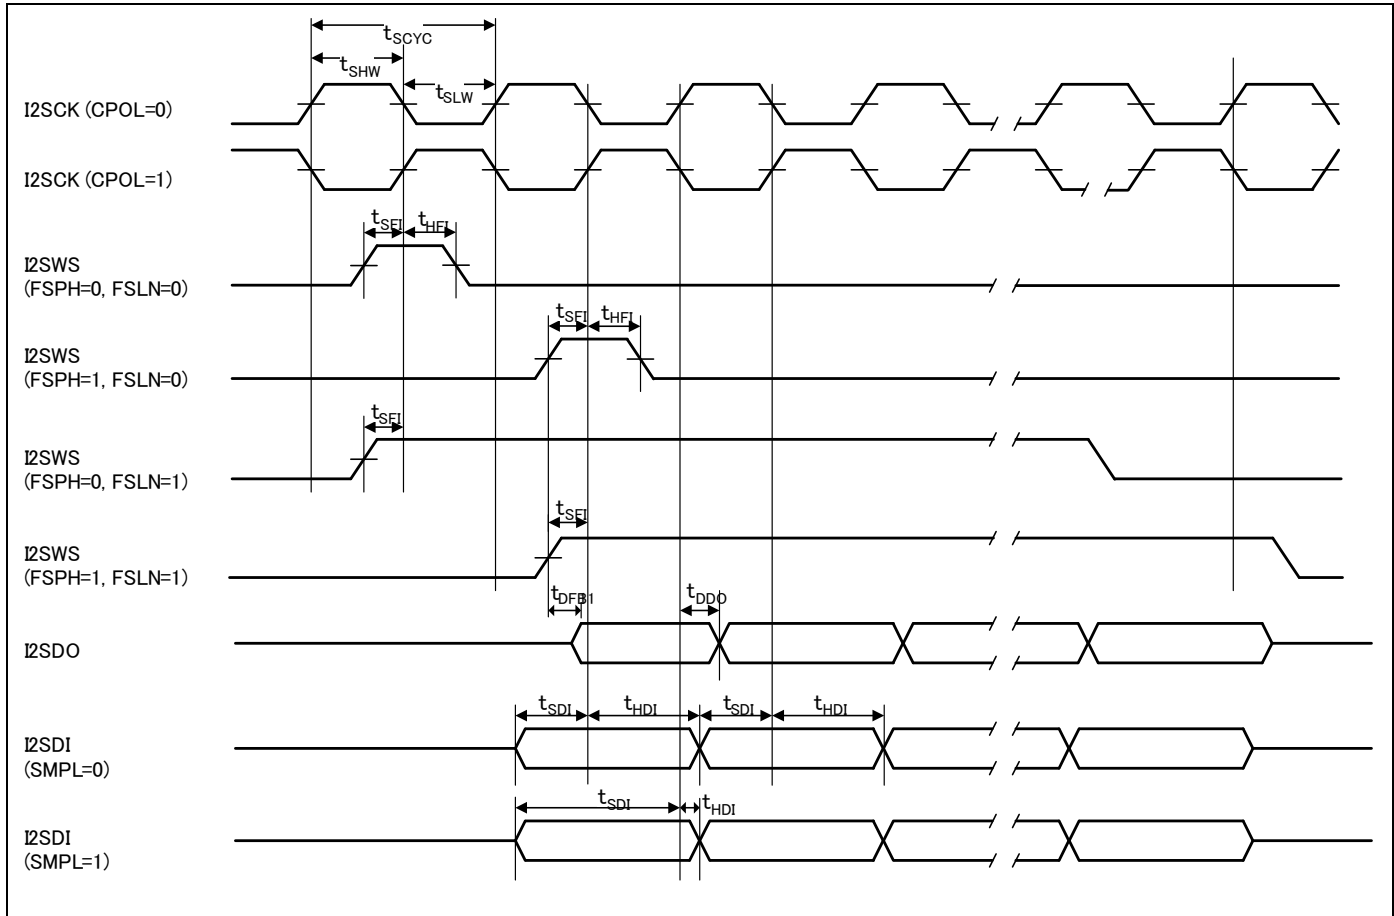 tSCYC
tSHW
tSLW
I2SCK (CPOL=0)
I2SCK (CPOL=1)
tSFI tHFI
I2SWS
(FSPH=0, FSLN=0)
tSFI tHFI
I2SWS
(FSPH=1, FSLN=0)
tSFI
I2SWS
(FSPH=0, FSLN=1)
tSFI
I2SWS
(FSPH=1, FSLN=1)
tDFB1 tDDO
I2SDO
tSDI tHDI tSDI tHDI
I2SDI
(SMPL=0)
tSDI tHDI
I2SDI
(SMPL=1)